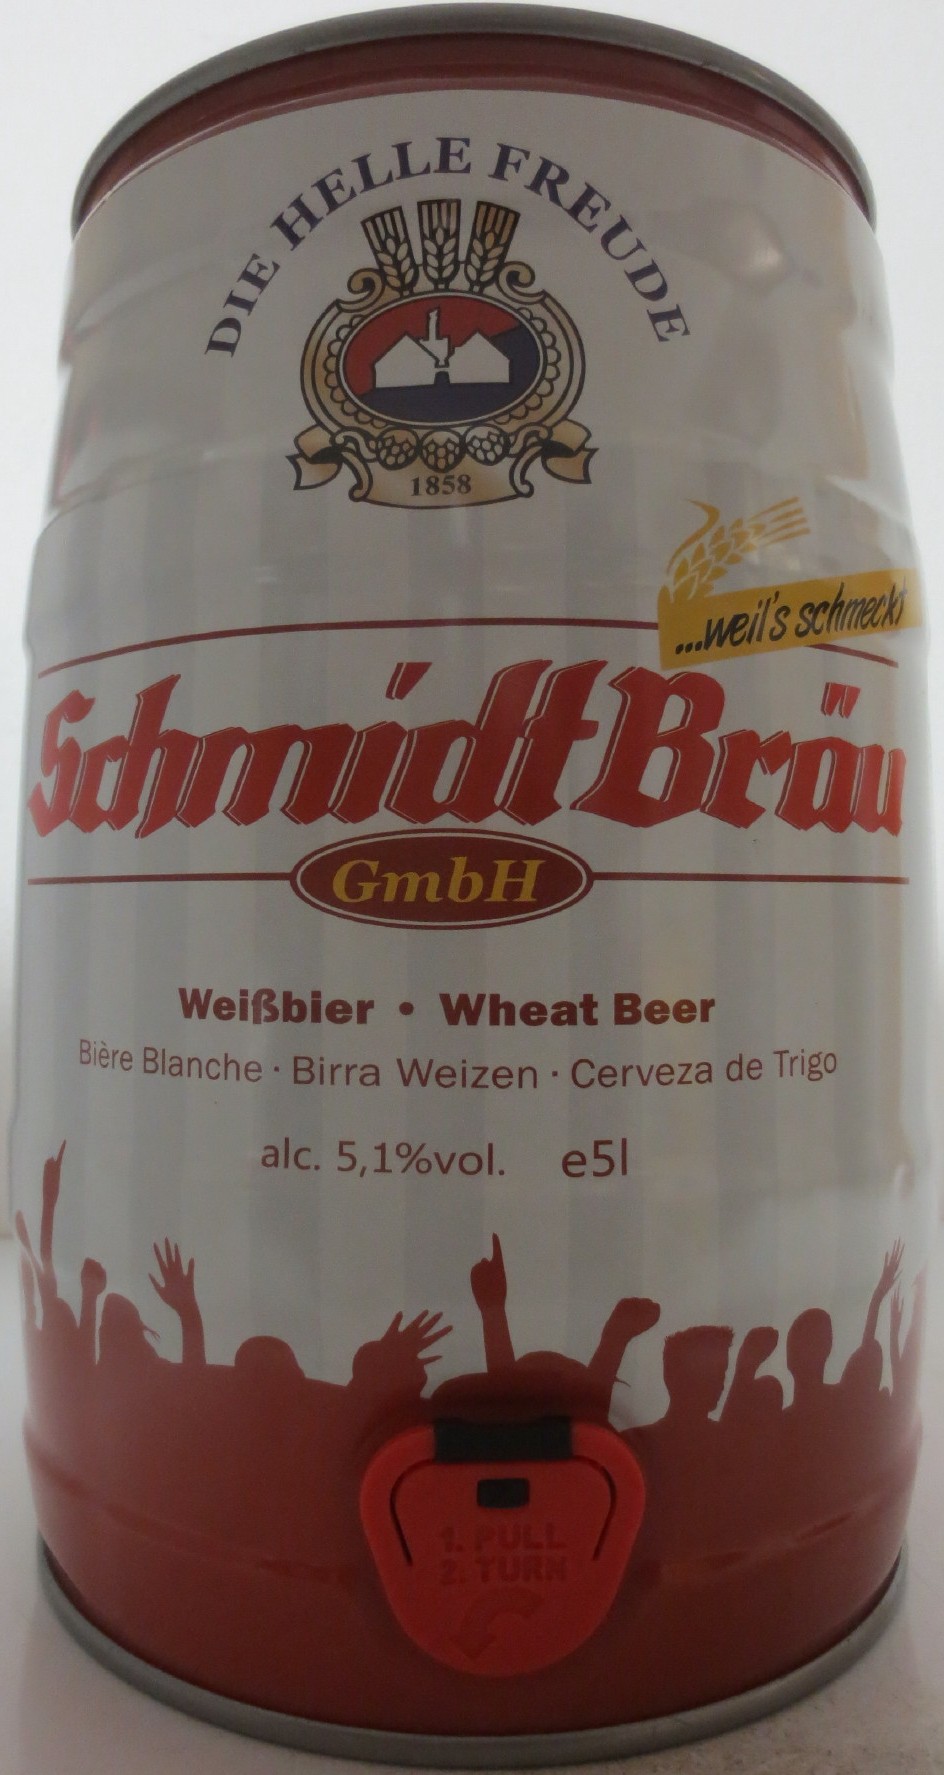 DIE HELLE FREUDE
1858
...weil's schmeckt
SchmidtBräu
GmbH
Weißbier • Wheat Beer
Bière Blanche · Birra Weizen · Cerveza de Trigo
alc. 5,1%vol. e5l
1. PULL
2. TURN